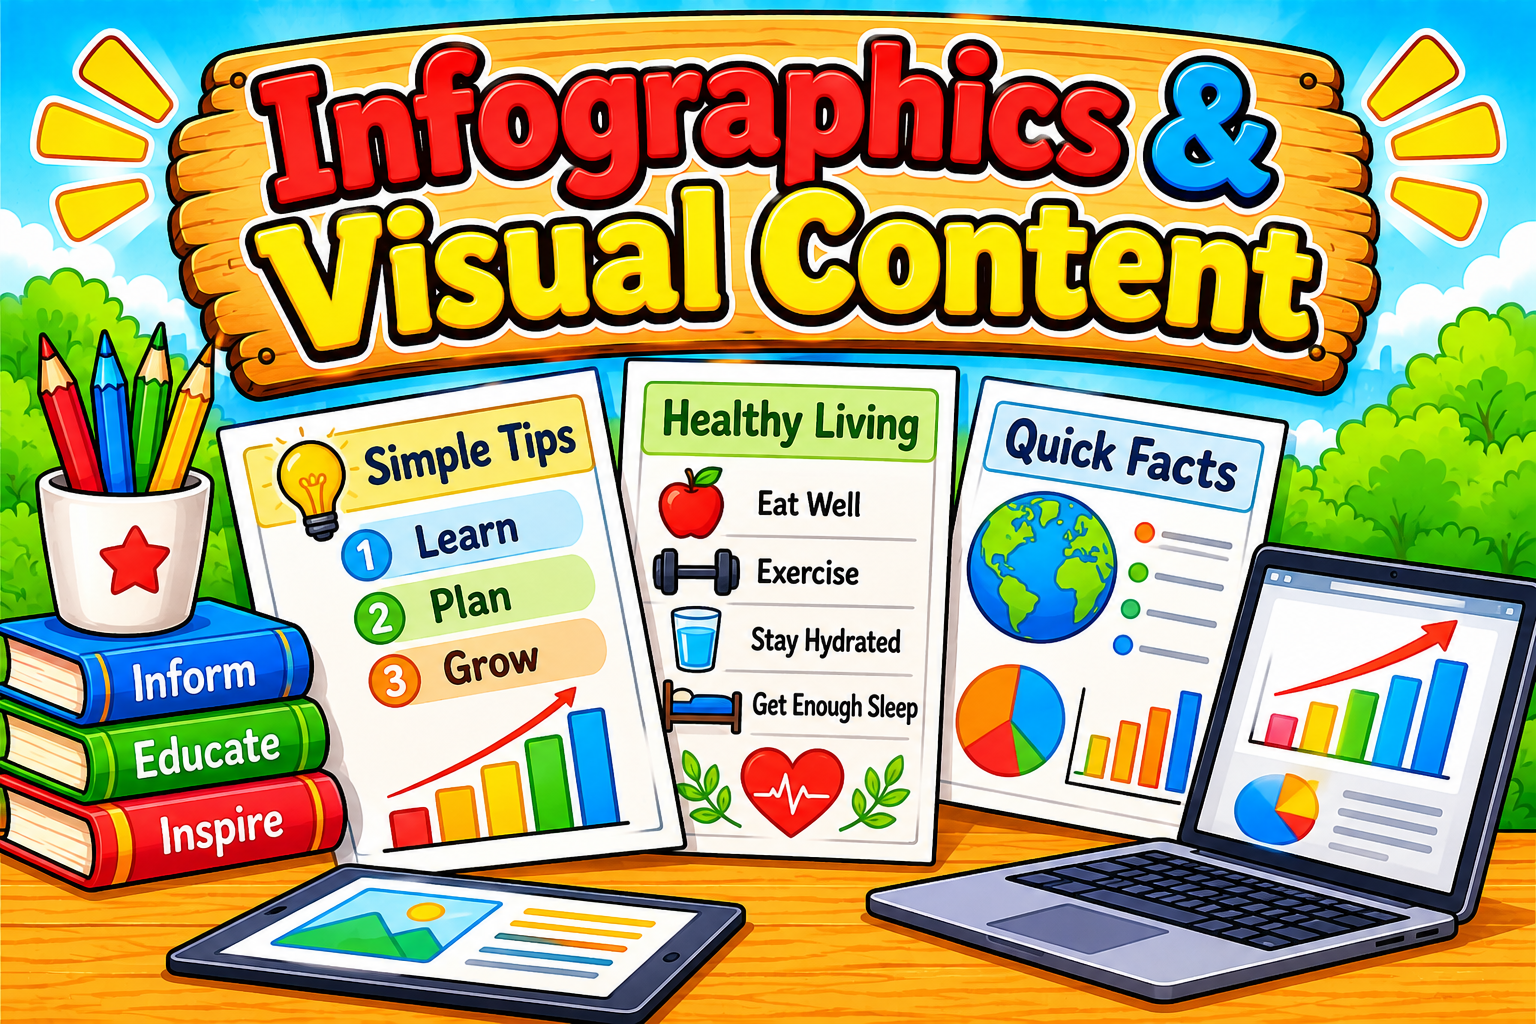 Infographics &
Visual Content
Simple Tips
1 Learn
2 Plan
3 Grow
Healthy Living
Eat Well
Exercise
Stay Hydrated
Get Enough Sleep
Quick Facts
Inform
Educate
Inspire